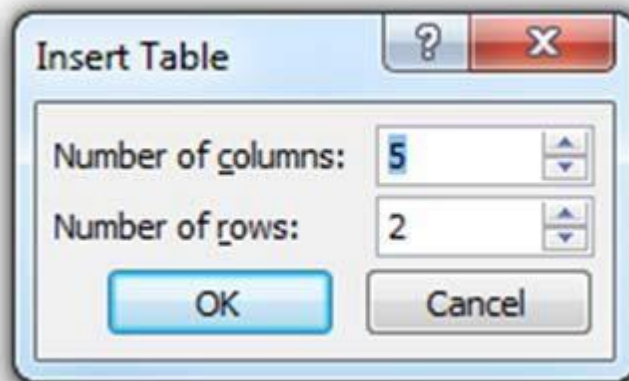 Insert Table ? X
Number of columns: 5
Number of rows: 2
OK Cancel